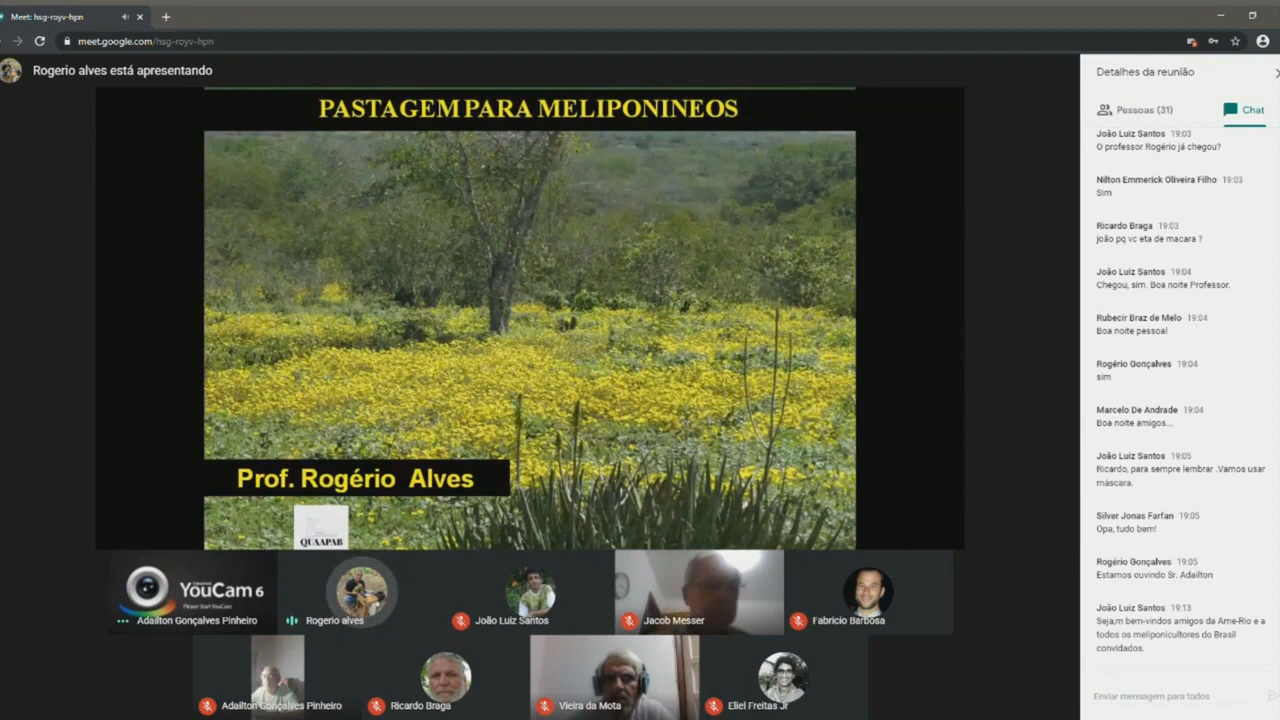 Meet: hsg-royv-hpn
meet.google.com/hsg-royv-hpn
Rogerio alves está apresentando
PASTAGEM PARA MELIPONINEOS
Prof. Rogério Alves
QUAAPAB
YouCam 6
Please Start YouCam
Adailton Gonçalves Pinheiro
Rogerio alves
João Luiz Santos
Jacob Messer
Fabricio Barbosa
Adailton Gonçalves Pinheiro
Ricardo Braga
Vieira da Mota
Eliel Freitas Jr
Detalhes da reunião
Pessoas (31)
Chat
João Luiz Santos 19:03
O professor Rogério já chegou?
Nilton Emmerick Oliveira Filho 19:03
Sim
Ricardo Braga 19:03
joão pq vc eta de macara ?
João Luiz Santos 19:04
Chegou, sim. Boa noite Professor.
Rubecir Braz de Melo 19:04
Boa noite pessoal
Rogério Gonçalves 19:04
sim
Marcelo De Andrade 19:04
Boa noite amigos...
João Luiz Santos 19:05
Ricardo, para sempre lembrar .Vamos usar
máscara.
Silver Jonas Farfan 19:05
Opa, tudo bem!
Rogério Gonçalves 19:05
Estamos ouvindo Sr. Adailton
João Luiz Santos 19:13
Seja,m bem-vindos amigos da Ame-Rio e a
todos os meliponicultores do Brasil
convidados.
Enviar mensagem para todos